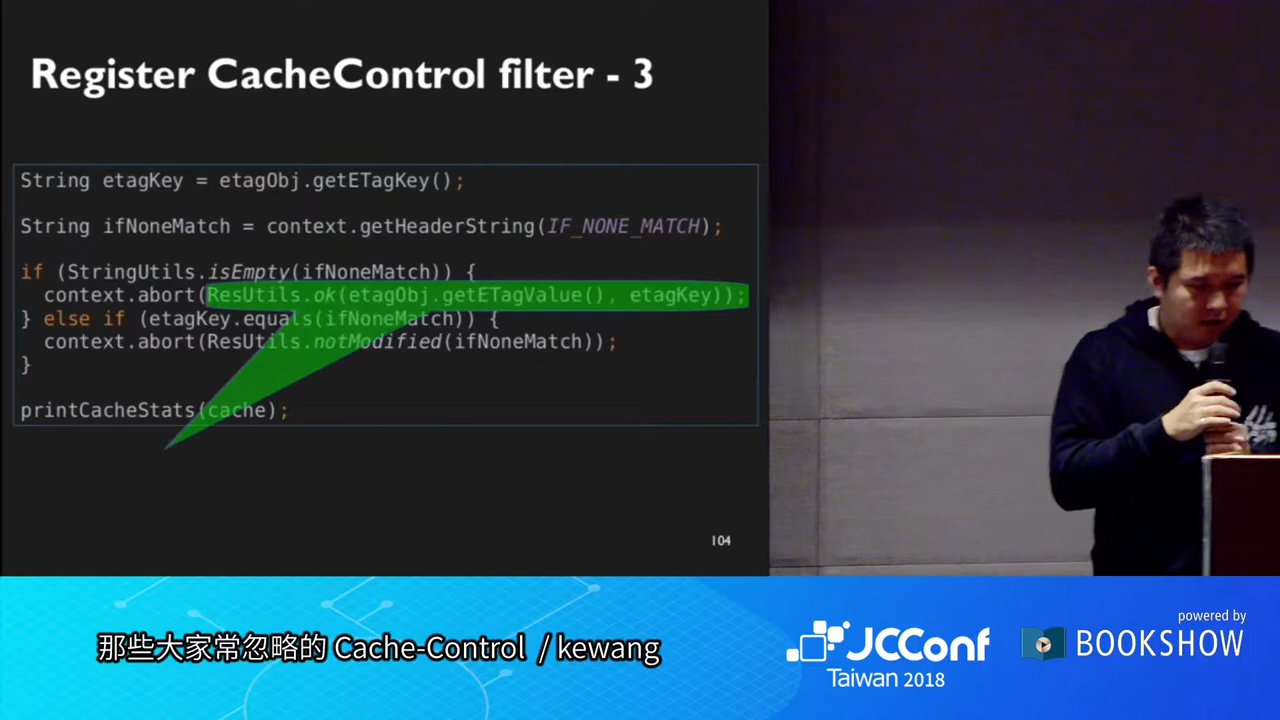 Register CacheControl filter - 3
String etagKey = etagObj.getETagKey();
String ifNoneMatch = context.getHeaderString(IF_NONE_MATCH);
if (StringUtils.isEmpty(ifNoneMatch)) {
context.abort(ResUtils.ok(etagObj.getETagValue(), etagKey));
} else if (etagKey.equals(ifNoneMatch)) {
context.abort(ResUtils.notModified(ifNoneMatch));
}
printCacheStats(cache);
104
那些大家常忽略的 Cache-Control / kewang
JCConf
Taiwan 2018
powered by
BOOKSHOW